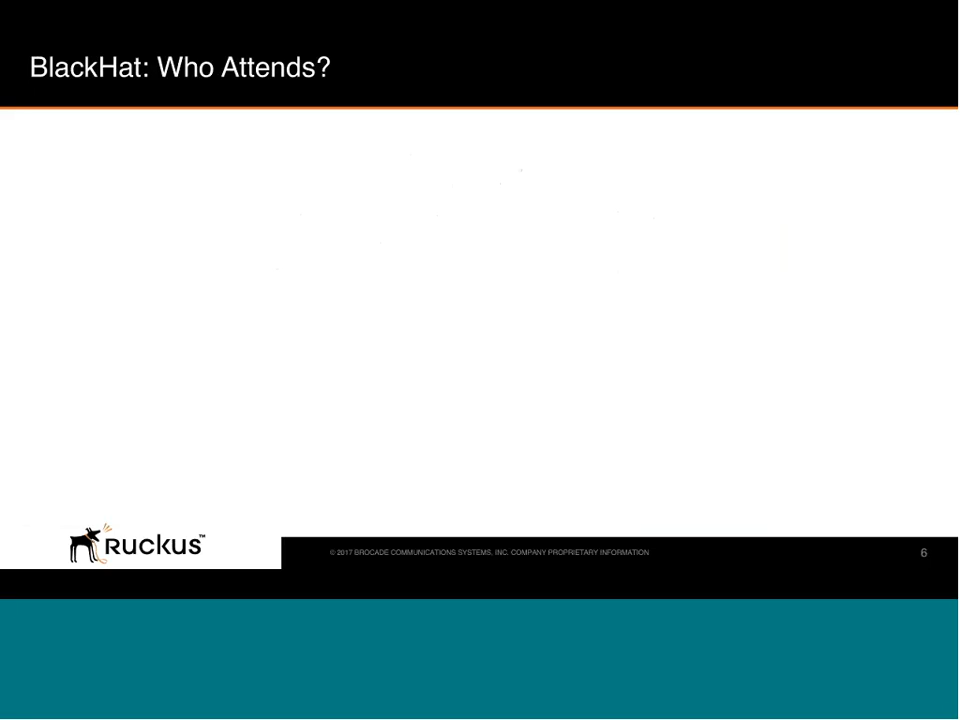 BlackHat: Who Attends?
RUCKUS™
© 2017 BROCADE COMMUNICATIONS SYSTEMS, INC. COMPANY PROPRIETARY INFORMATION
6